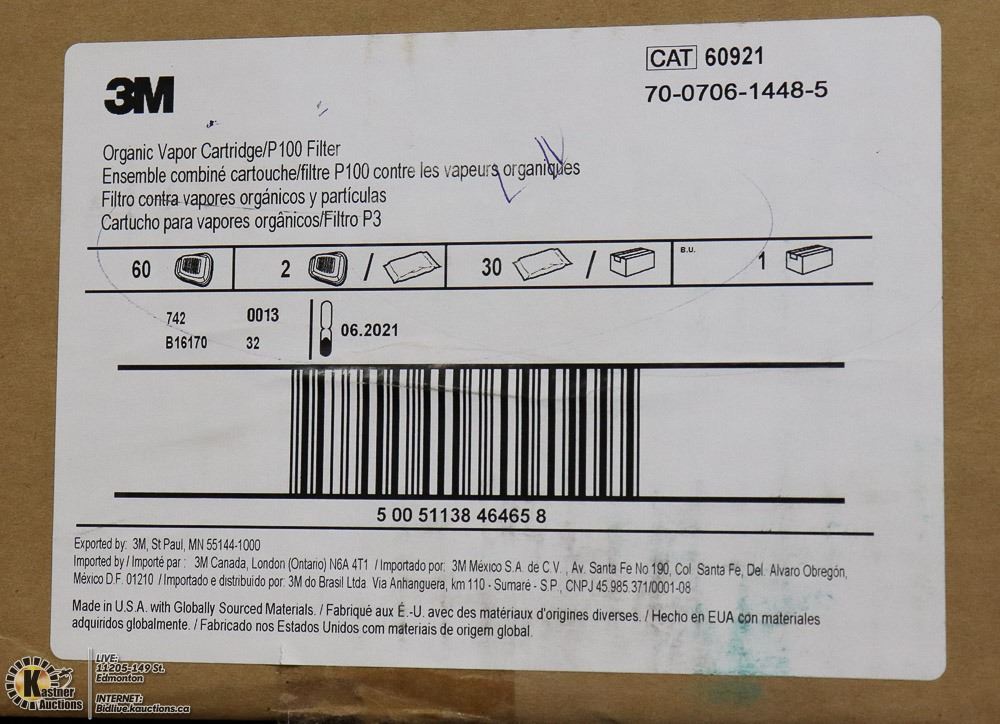 3M
CAT 60921
70-0706-1448-5
Organic Vapor Cartridge/P100 Filter
Ensemble combiné cartouche/filtre P100 contre les vapeurs organiques
Filtro contra vapores orgánicos y partículas
Cartucho para vapores orgânicos/Filtro P3
60 2 / 30 / B.U. 1
742 0013
B16170 32
06.2021
5 00 51138 46465 8
Exported by: 3M, St Paul, MN 55144-1000
Imported by / Importé par : 3M Canada, London (Ontario) N6A 4T1 / Importado por: 3M México S.A. de C.V., Av. Santa Fe No 190, Col Santa Fe, Del. Alvaro Obregón,
México D.F. 01210 / Importado e distribuido por: 3M do Brasil Ltda Via Anhanguera, km 110 - Sumaré - S.P., CNPJ 45.985.371/0001-08
Made in U.S.A. with Globally Sourced Materials. / Fabriqué aux É.-U. avec des matériaux d'origines diverses. / Hecho en EUA con materiales
adquiridos globalmente. / Fabricado nos Estados Unidos com materiais de origem global.
Kastner
Auctions
LIVE:
11205-149 St.
Edmonton
INTERNET:
Bidlive.kauctions.ca